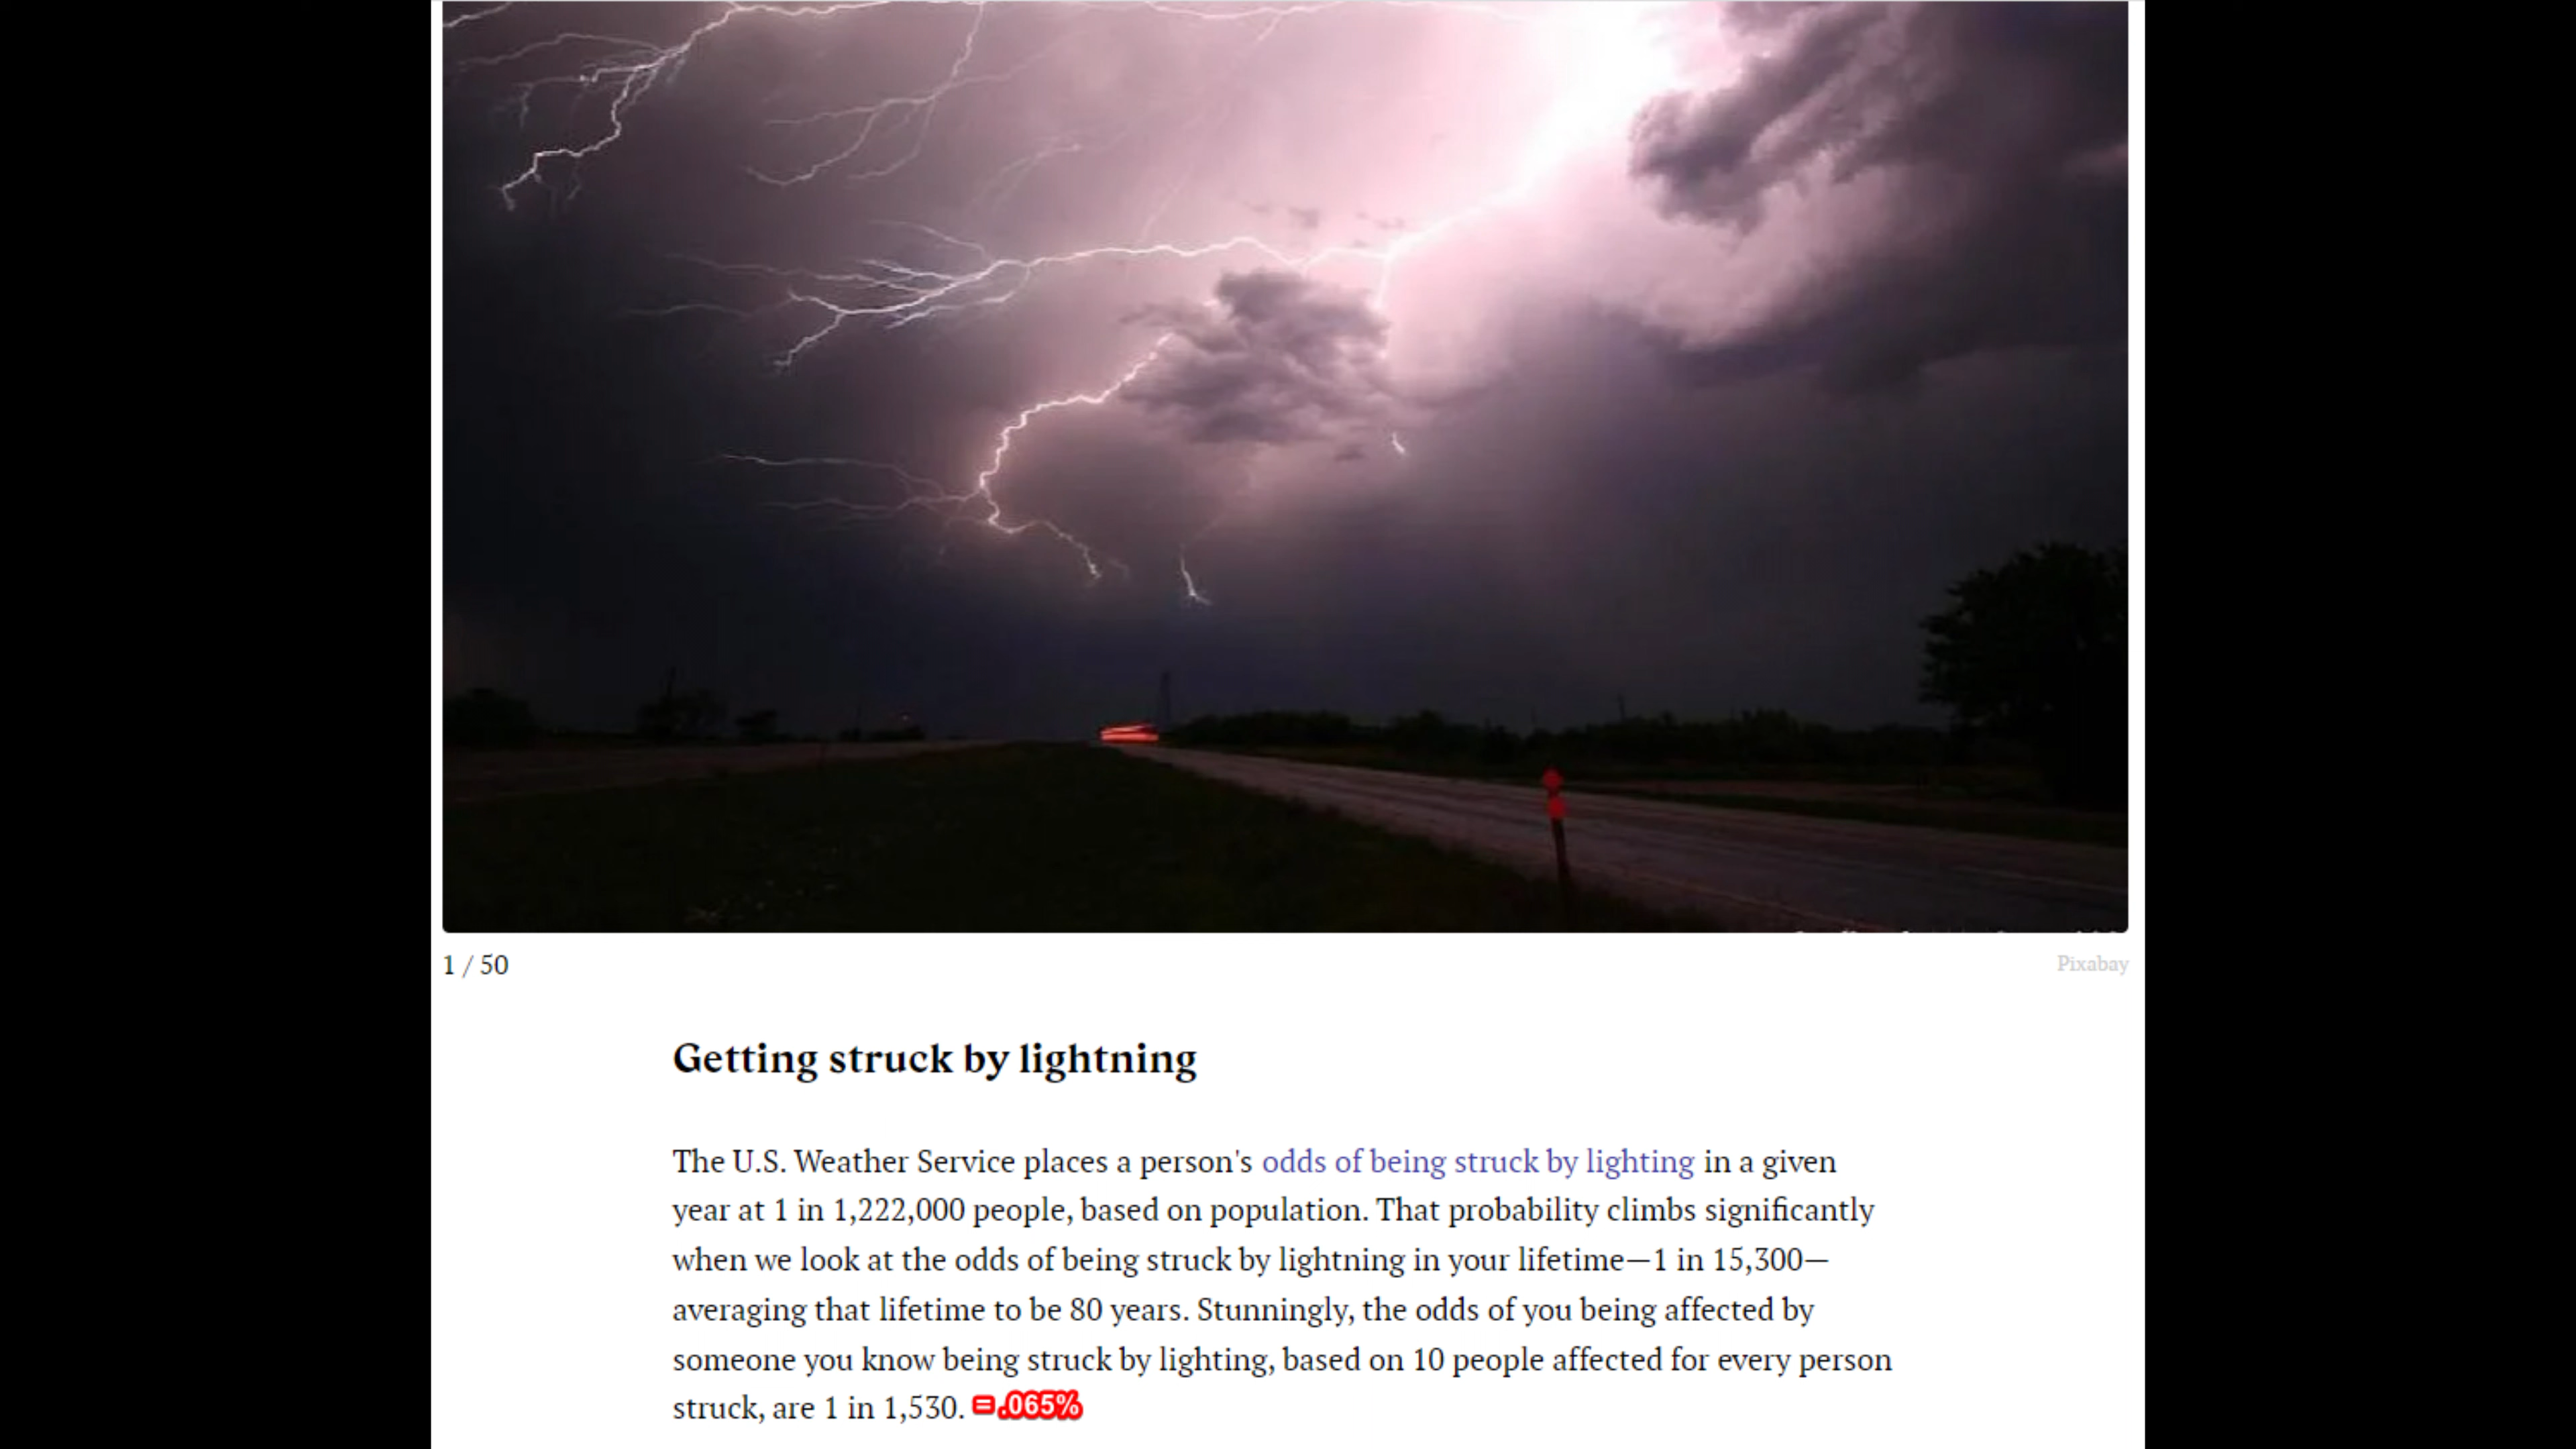 1 / 50
Pixabay
Getting struck by lightning
The U.S. Weather Service places a person's odds of being struck by lighting in a given
year at 1 in 1,222,000 people, based on population. That probability climbs significantly
when we look at the odds of being struck by lightning in your lifetime—1 in 15,300—
averaging that lifetime to be 80 years. Stunningly, the odds of you being affected by
someone you know being struck by lighting, based on 10 people affected for every person
struck, are 1 in 1,530. =.065%